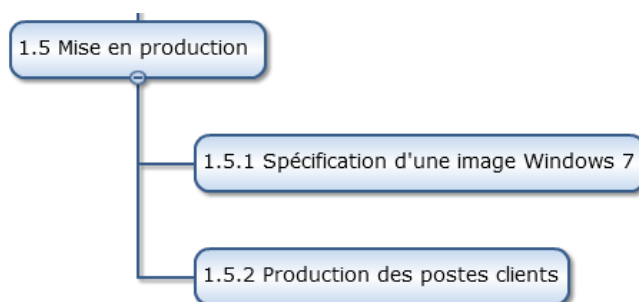 1.5 Mise en production
1.5.1 Spécification d'une image Windows 7
1.5.2 Production des postes clients